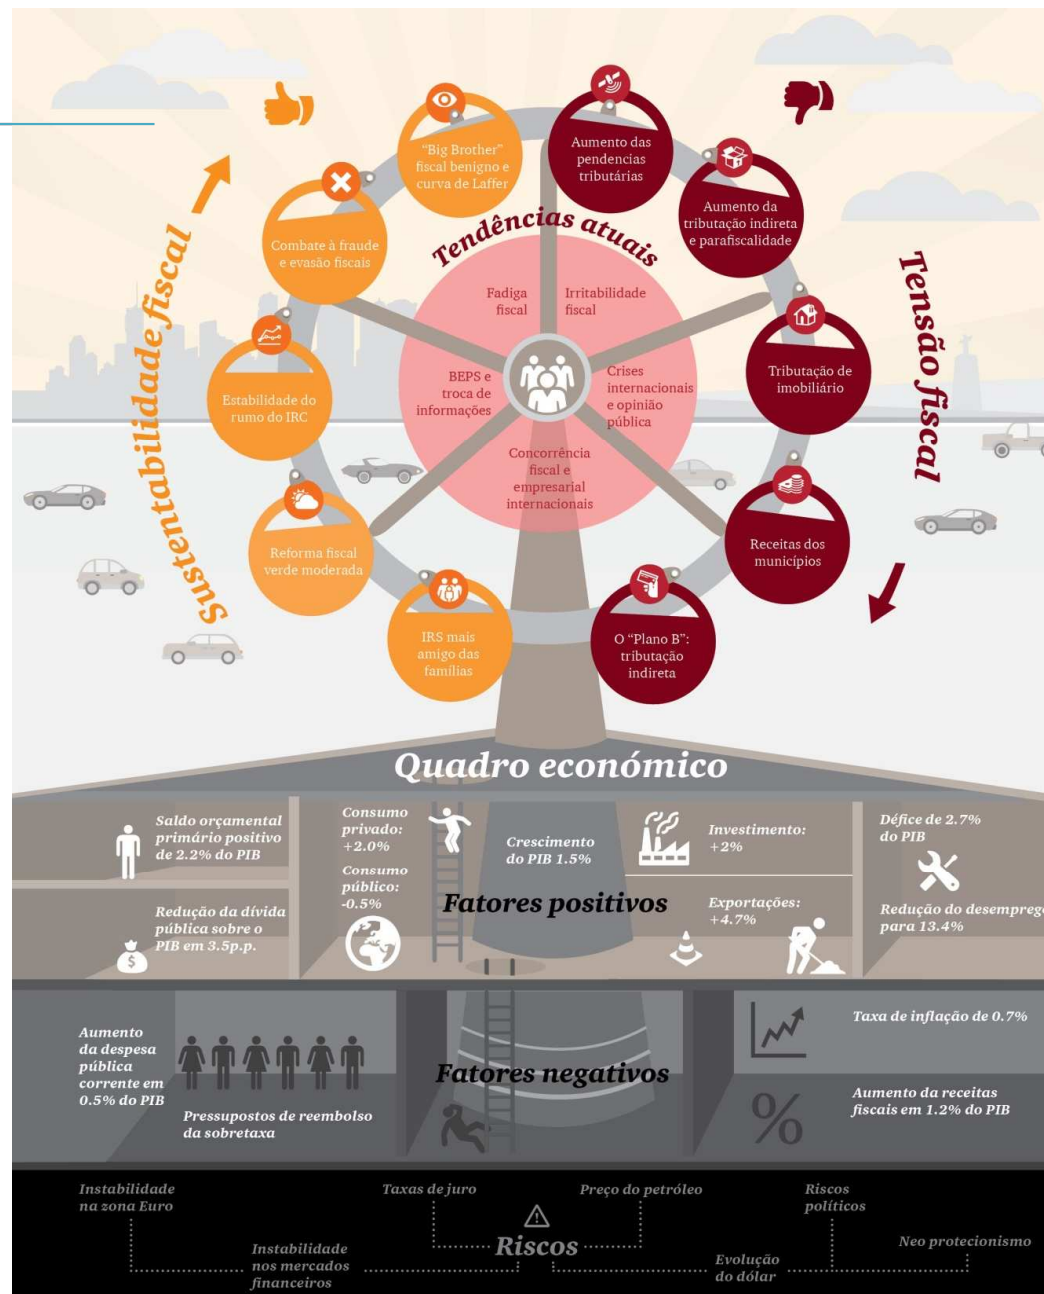 Sustentabilidade fiscal
Tendências atuais
Tensão fiscal
"Big Brother"
fiscal benigno e
curva de Laffer
Combate à fraude
e evasão fiscais
Estabilidade do
rumo do IRC
Reforma fiscal
verde moderada
IRS mais
amigo das
famílias
Aumento das
pendencias
tributárias
Aumento da
tributação indireta
e parafiscalidade
Tributação de
imobiliário
Receitas dos
municípios
O "Plano B":
tributação
indireta
Fadiga
fiscal
Irritabilidade
fiscal
BEPS e
troca de
informações
Crises
internacionais
e opinião
pública
Concorrência
fiscal e
empresarial
internacionais
Quadro económico
Saldo orçamental
primário positivo
de 2.2% do PIB
Redução da dívida
pública sobre o
PIB em 3.5p.p.
Consumo
privado:
+2.0%
Consumo
público:
-0.5%
Crescimento
do PIB 1.5%
Fatores positivos
Investimento:
+2%
Exportações:
+4.7%
Défice de 2.7%
do PIB
Redução do desemprego
para 13.4%
Aumento
da despesa
pública
corrente em
0.5% do PIB
Pressupostos de reembolso
da sobretaxa
$
Fatores negativos
Taxa de inflação de 0.7%
%
Aumento da receitas
fiscais em 1.2% do PIB
Instabilidade
na zona Euro
Instabilidade
nos mercados
financeiros
Taxas de juro
Riscos
Preço do petróleo
Evolução
do dólar
Riscos
políticos
Neo protecionismo